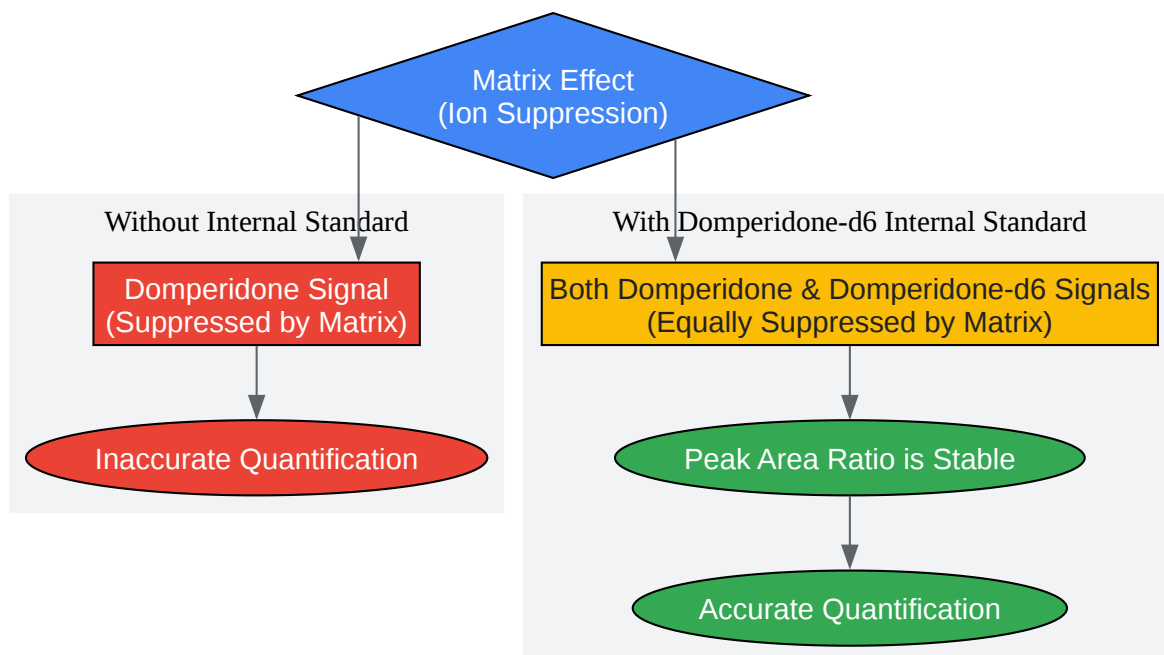 Matrix Effect
(Ion Suppression)
Without Internal Standard
Domperidone Signal
(Suppressed by Matrix)
Inaccurate Quantification
With Domperidone-d6 Internal Standard
Both Domperidone & Domperidone-d6 Signals
(Equally Suppressed by Matrix)
Peak Area Ratio is Stable
Accurate Quantification